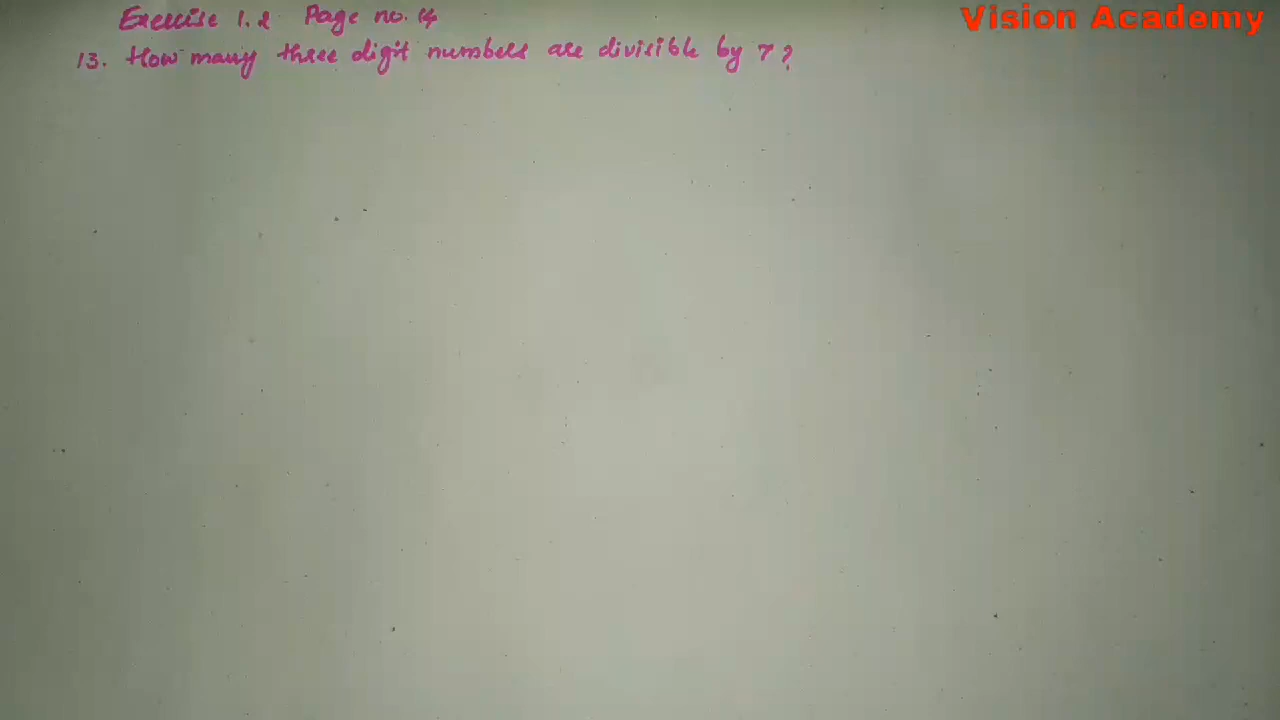 Exercise 1.2 Page no. 14
Vision Academy
13. How many three digit numbers are divisible by 7?